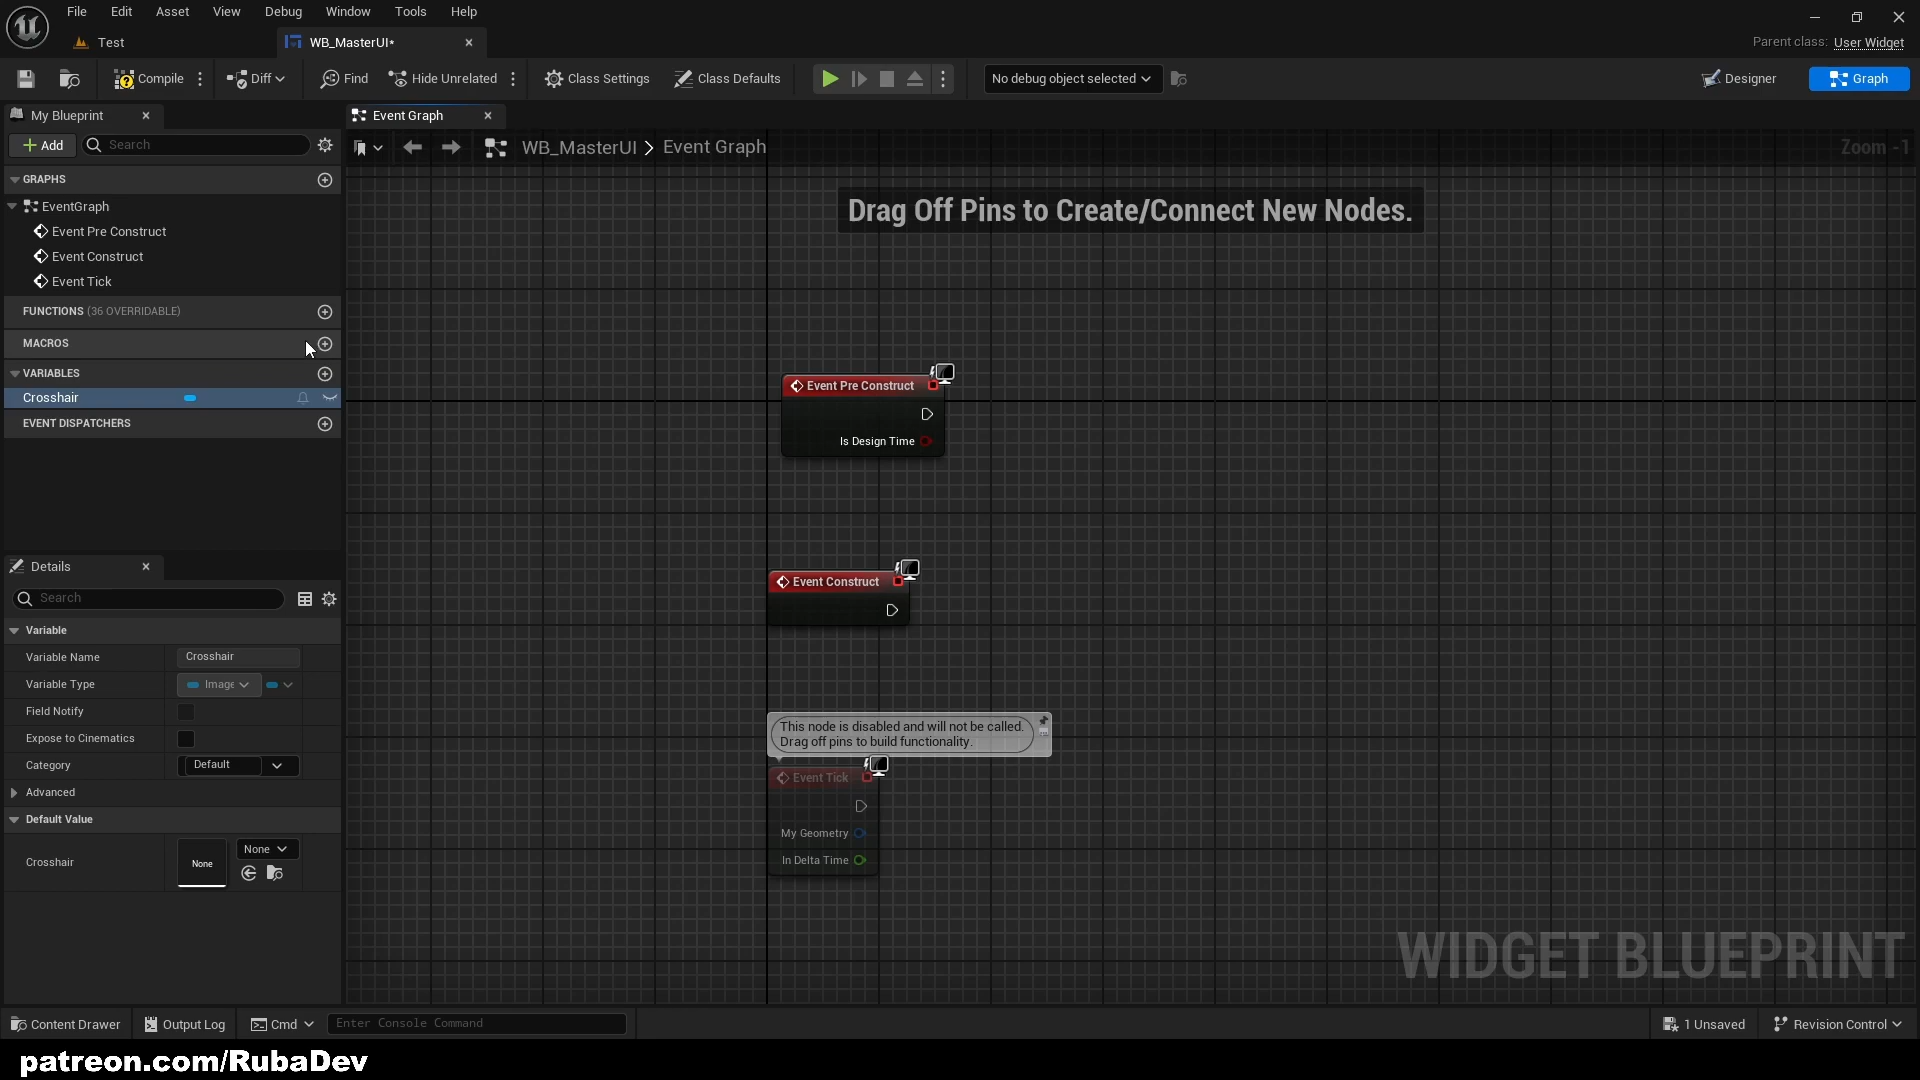 File Edit Asset View Debug Window Tools Help
Test
WB_MasterUI*
Parent class: User Widget
Compile
Diff
Find
Hide Unrelated
Class Settings
Class Defaults
No debug object selected
Designer
Graph
My Blueprint
Event Graph
Add
Search
WB_MasterUI > Event Graph
Zoom -1
GRAPHS
EventGraph
Event Pre Construct
Event Construct
Event Tick
FUNCTIONS (36 OVERRIDABLE)
MACROS
VARIABLES
Crosshair
EVENT DISPATCHERS
Drag Off Pins to Create/Connect New Nodes.
Event Pre Construct
Is Design Time
Event Construct
This node is disabled and will not be called.
Drag off pins to build functionality.
Event Tick
My Geometry
In Delta Time
WIDGET BLUEPRINT
Details
Search
Variable
Variable Name Crosshair
Variable Type Image
Field Notify
Expose to Cinematics
Category Default
Advanced
Default Value
Crosshair None None
Content Drawer
Output Log
Cmd
Enter Console Command
1 Unsaved
Revision Control
patreon.com/RubaDev